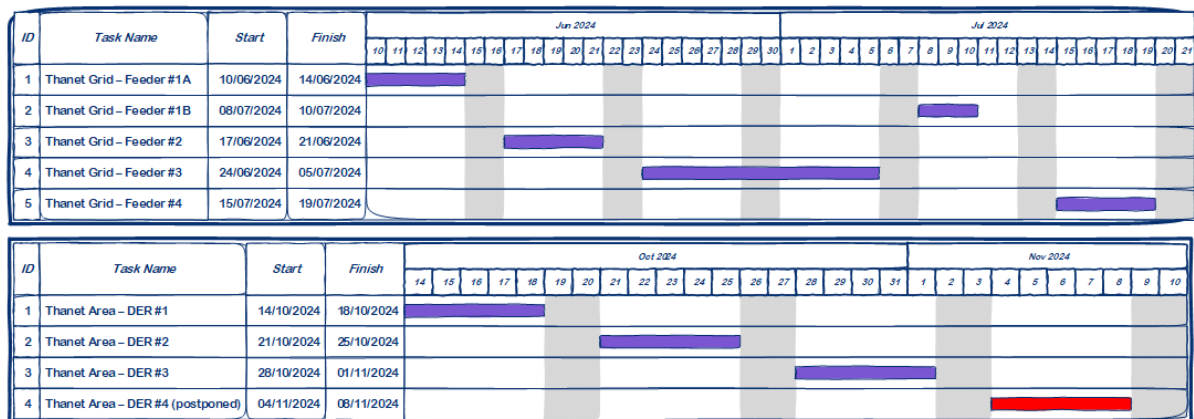 ID Task Name Start Finish Jun 2024 Jul 2024
10 11 12 13 14 15 16 17 18 19 20 21 22 23 24 25 26 27 28 29 30 1 2 3 4 5 6 7 8 9 10 11 12 13 14 15 16 17 18 19 20 21
1 Thanet Grid – Feeder #1A 10/06/2024 14/06/2024
2 Thanet Grid – Feeder #1B 08/07/2024 10/07/2024
3 Thanet Grid – Feeder #2 17/06/2024 21/06/2024
4 Thanet Grid – Feeder #3 24/06/2024 05/07/2024
5 Thanet Grid – Feeder #4 15/07/2024 19/07/2024
ID Task Name Start Finish Oct 2024 Nov 2024
14 15 16 17 18 19 20 21 22 23 24 25 26 27 28 29 30 31 1 2 3 4 5 6 7 8 9 10
1 Thanet Area – DER #1 14/10/2024 18/10/2024
2 Thanet Area – DER #2 21/10/2024 25/10/2024
3 Thanet Area – DER #3 28/10/2024 01/11/2024
4 Thanet Area – DER #4 (postponed) 04/11/2024 08/11/2024